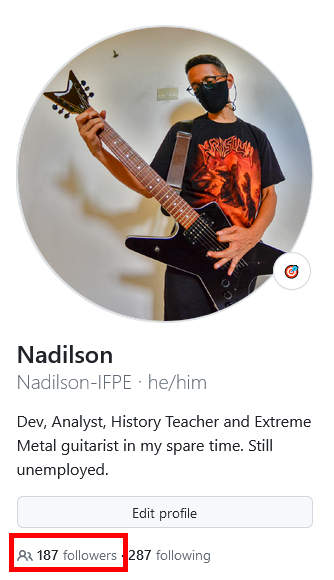 KRISIUN
Nadilson
Nadilson-IFPE · he/him
Dev, Analyst, History Teacher and Extreme
Metal guitarist in my spare time. Still
unemployed.
Edit profile
187 followers · 287 following